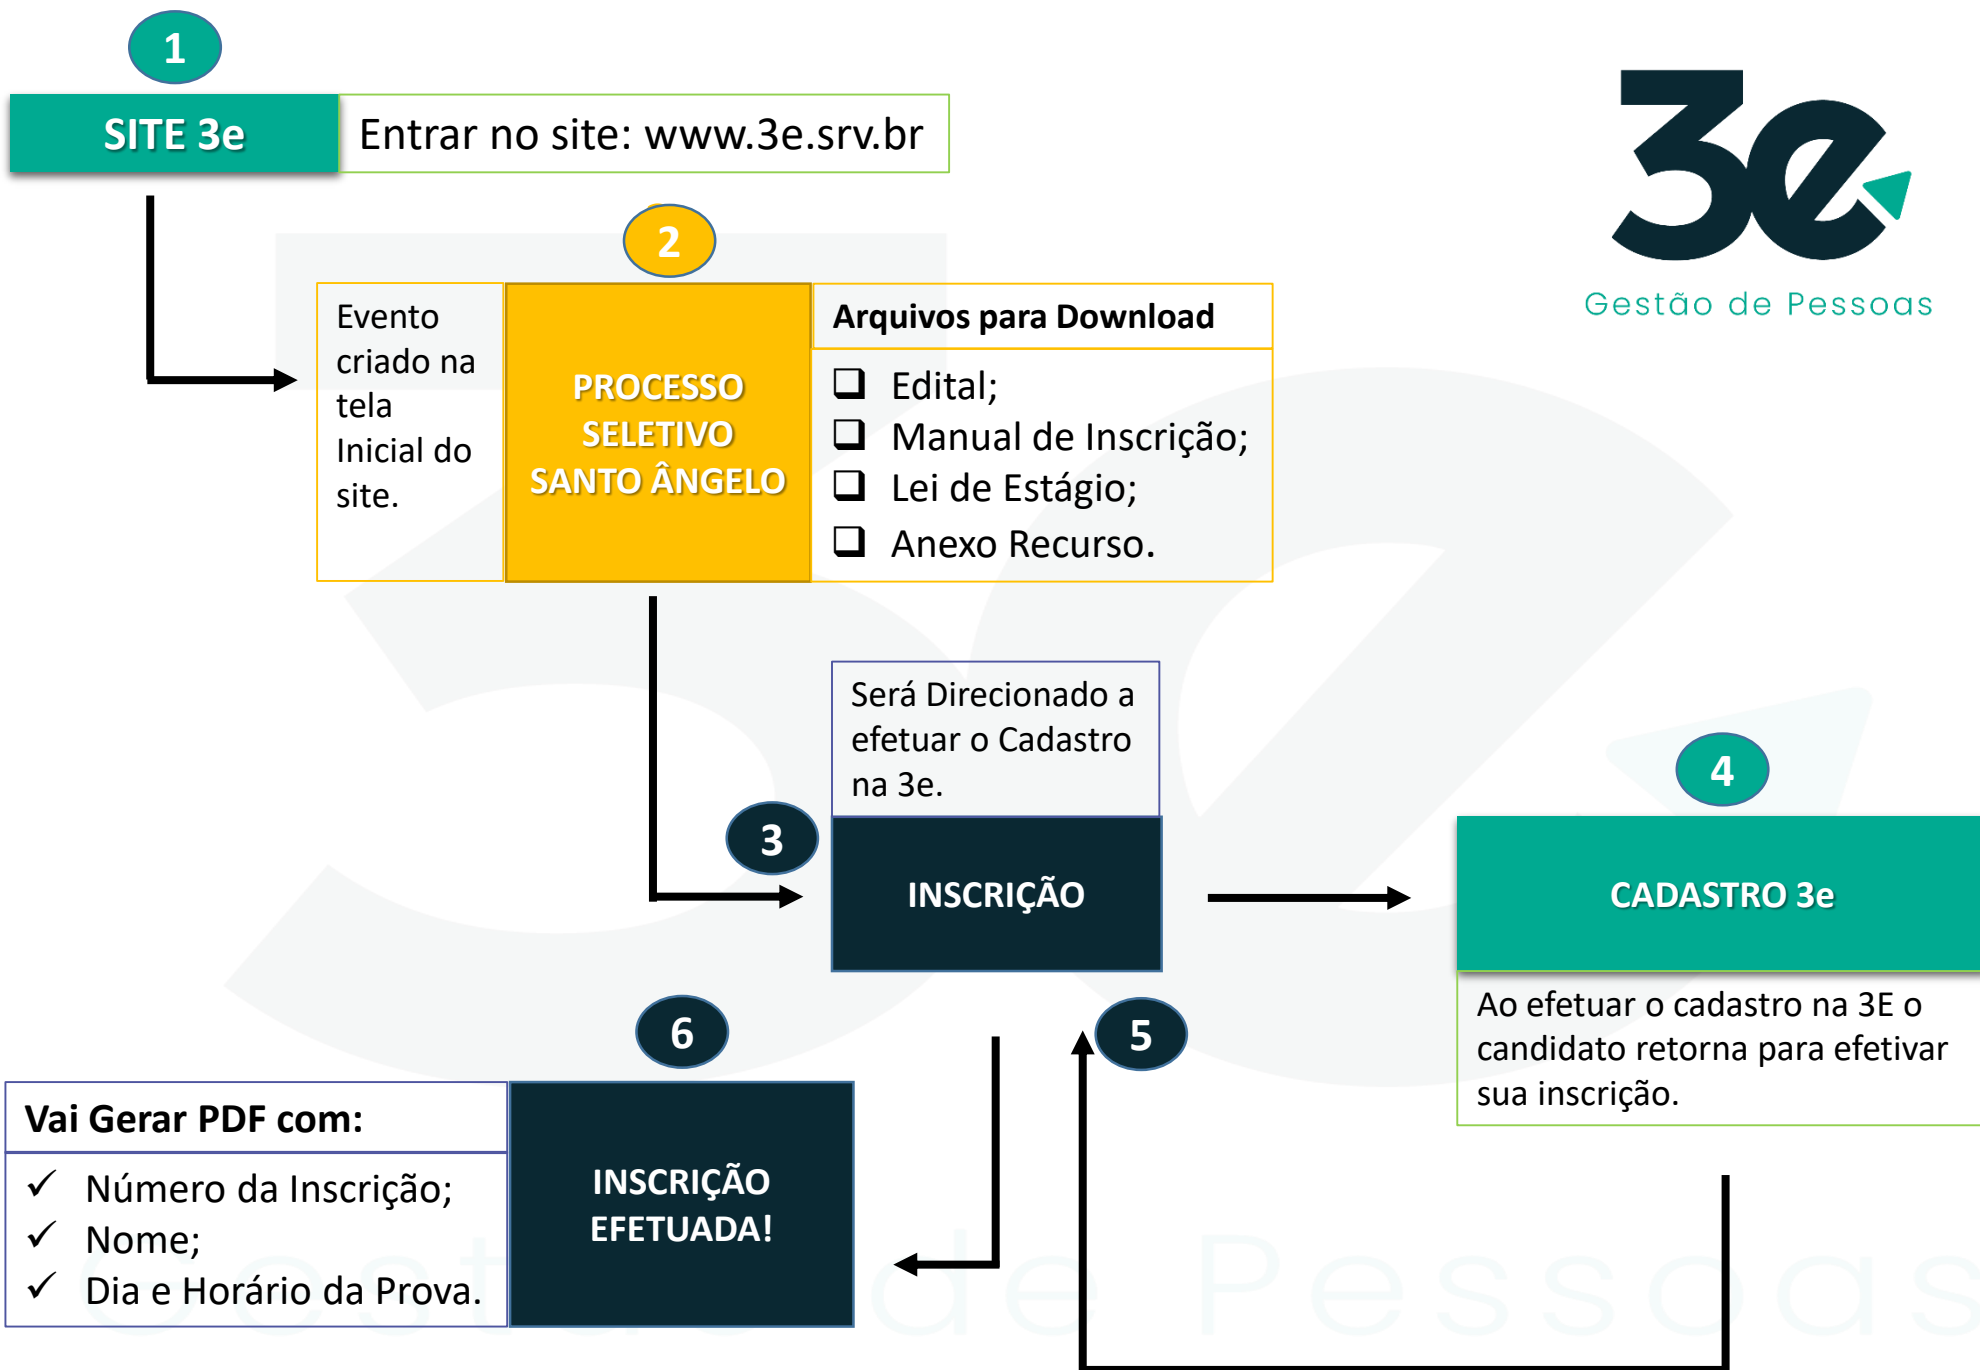 1
SITE 3e
Entrar no site: www.3e.srv.br
3e
Gestão de Pessoas
2
Evento
criado na
tela
Inicial do
site.
PROCESSO
SELETIVO
SANTO ÂNGELO
Arquivos para Download
❑ Edital;
❑ Manual de Inscrição;
❑ Lei de Estágio;
❑ Anexo Recurso.
Será Direcionado a
efetuar o Cadastro
na 3e.
3
INSCRIÇÃO
4
CADASTRO 3e
Ao efetuar o cadastro na 3E o
candidato retorna para efetivar
sua inscrição.
5
6
INSCRIÇÃO
EFETUADA!
Vai Gerar PDF com:
✓ Número da Inscrição;
✓ Nome;
✓ Dia e Horário da Prova.
3e
Gestão de Pessoas